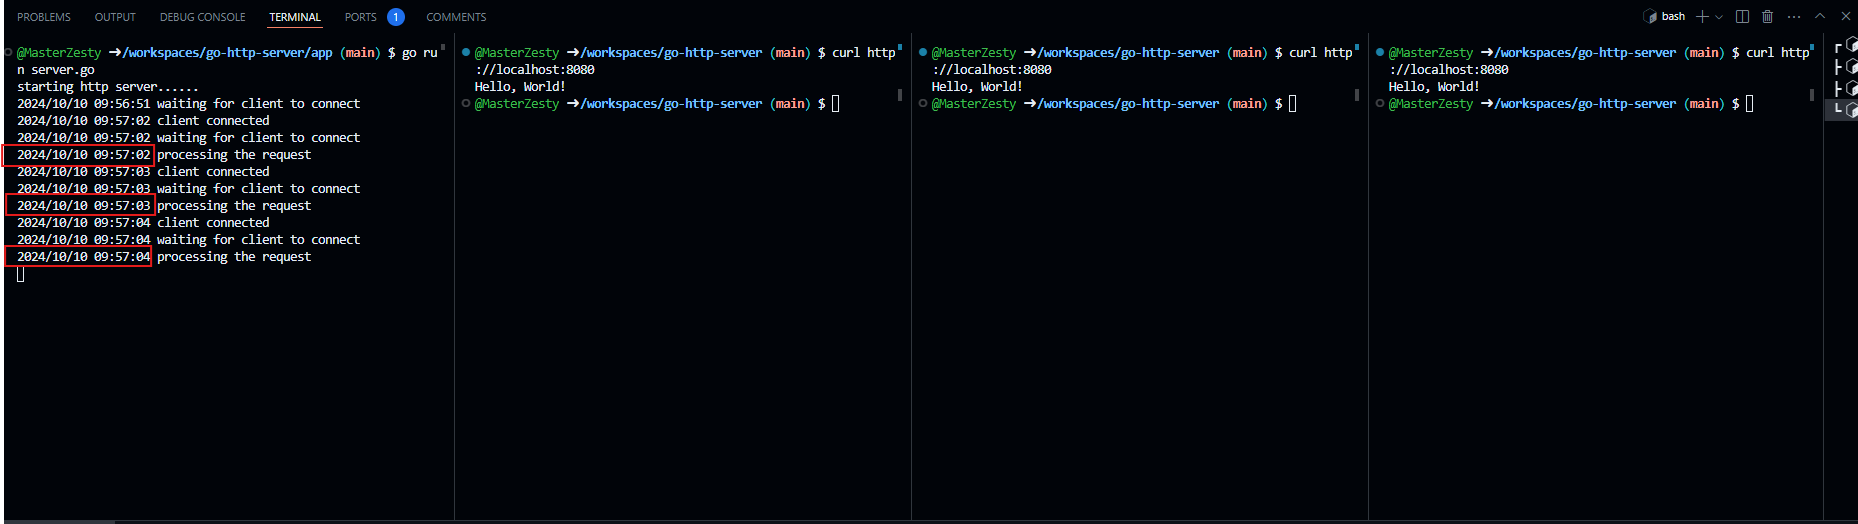 PROBLEMS OUTPUT DEBUG CONSOLE TERMINAL PORTS 1 COMMENTS bash
@MasterZesty ➜/workspaces/go-http-server/app (main) $ go ru
n server.go
starting http server......
2024/10/10 09:56:51 waiting for client to connect
2024/10/10 09:57:02 client connected
2024/10/10 09:57:02 waiting for client to connect
2024/10/10 09:57:02 processing the request
2024/10/10 09:57:03 client connected
2024/10/10 09:57:03 waiting for client to connect
2024/10/10 09:57:03 processing the request
2024/10/10 09:57:04 client connected
2024/10/10 09:57:04 waiting for client to connect
2024/10/10 09:57:04 processing the request
@MasterZesty ➜/workspaces/go-http-server (main) $ curl http
://localhost:8080
Hello, World!
@MasterZesty ➜/workspaces/go-http-server (main) $
@MasterZesty ➜/workspaces/go-http-server (main) $ curl http
://localhost:8080
Hello, World!
@MasterZesty ➜/workspaces/go-http-server (main) $
@MasterZesty ➜/workspaces/go-http-server (main) $ curl http
://localhost:8080
Hello, World!
@MasterZesty ➜/workspaces/go-http-server (main) $